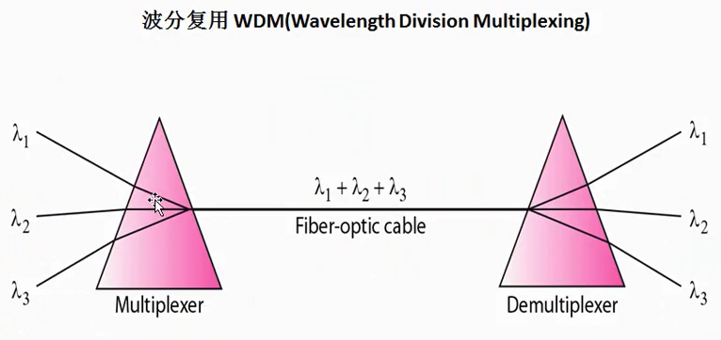 波分复用 WDM(Wavelength Division Multiplexing)
λ1
λ1
λ1 + λ2 + λ3
λ2
Fiber-optic cable
λ2
λ3
λ3
Multiplexer
Demultiplexer